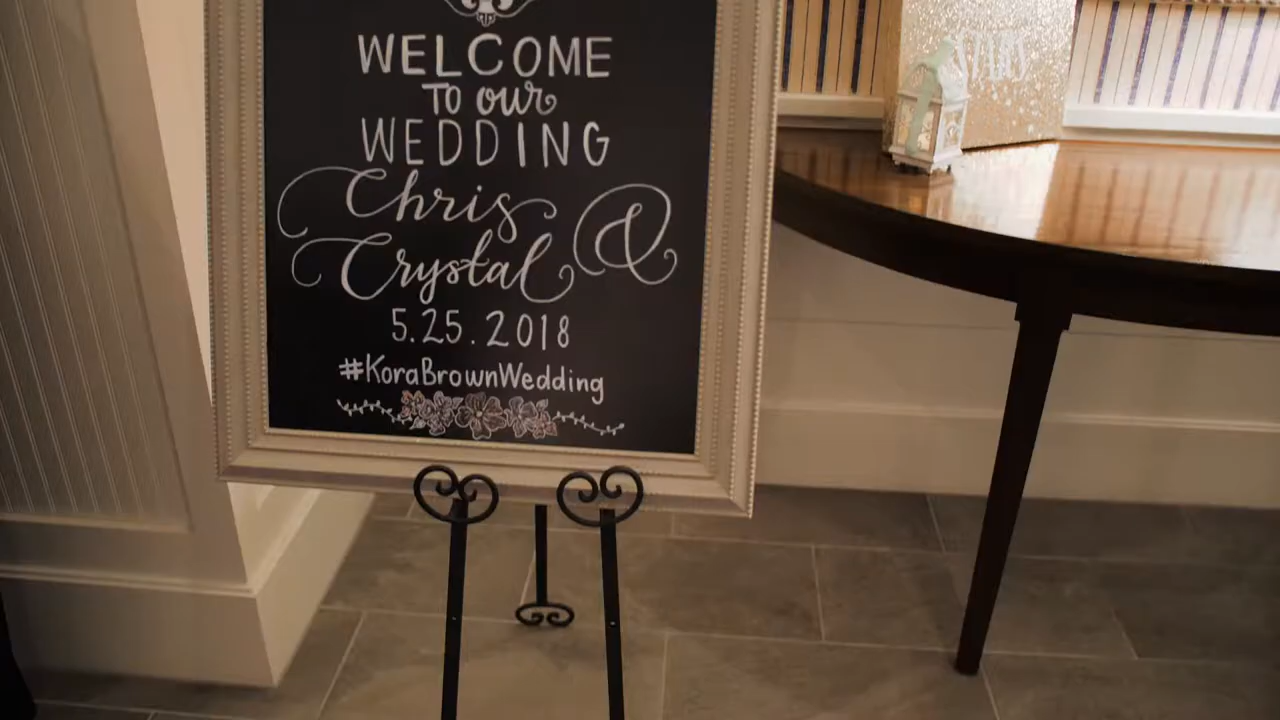 WELCOME
TO our
WEDDING
Chris &
Crystal
5.25.2018
#KoraBrownWedding